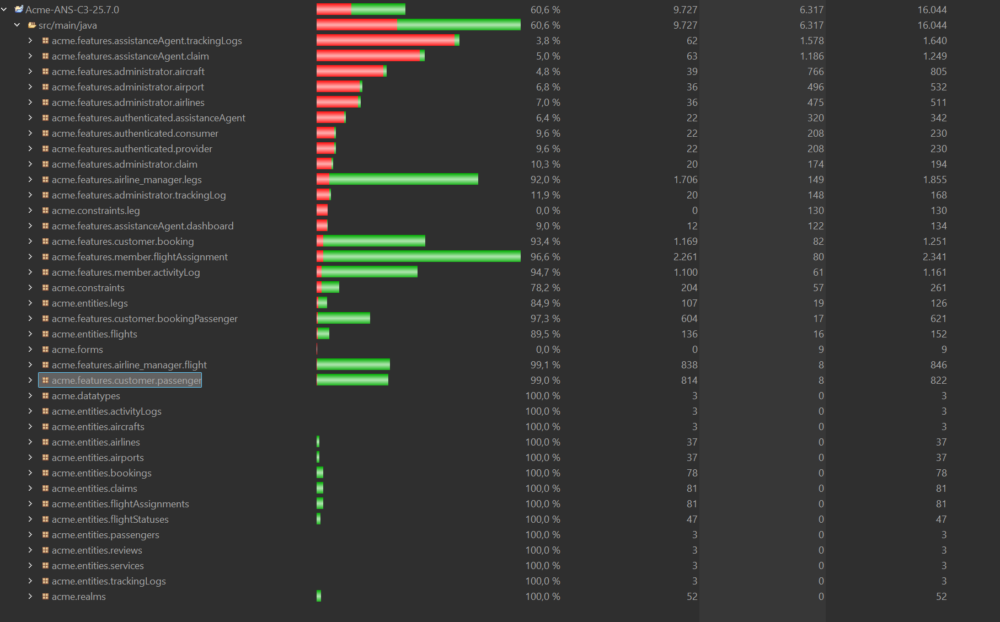 Acme-ANS-C3-25.7.0 60,6 % 9.727 6.317 16.044
src/main/java 60,6 % 9.727 6.317 16.044
acme.features.assistanceAgent.trackingLogs 3,8 % 62 1.578 1.640
acme.features.assistanceAgent.claim 5,0 % 63 1.186 1.249
acme.features.administrator.aircraft 4,8 % 39 766 805
acme.features.administrator.airport 6,8 % 36 496 532
acme.features.administrator.airlines 7,0 % 36 475 511
acme.features.authenticated.assistanceAgent 6,4 % 22 320 342
acme.features.authenticated.consumer 9,6 % 22 208 230
acme.features.authenticated.provider 9,6 % 22 208 230
acme.features.administrator.claim 10,3 % 20 174 194
acme.features.airline_manager.legs 92,0 % 1.706 149 1.855
acme.features.administrator.trackingLog 11,9 % 20 148 168
acme.constraints.leg 0,0 % 0 130 130
acme.features.assistanceAgent.dashboard 9,0 % 12 122 134
acme.features.customer.booking 93,4 % 1.169 82 1.251
acme.features.member.flightAssignment 96,6 % 2.261 80 2.341
acme.features.member.activityLog 94,7 % 1.100 61 1.161
acme.constraints 78,2 % 204 57 261
acme.entities.legs 84,9 % 107 19 126
acme.features.customer.bookingPassenger 97,3 % 604 17 621
acme.entities.flights 89,5 % 136 16 152
acme.forms 0,0 % 0 9 9
acme.features.airline_manager.flight 99,1 % 838 8 846
acme.features.customer.passenger 99,0 % 814 8 822
acme.datatypes 100,0 % 3 0 3
acme.entities.activityLogs 100,0 % 3 0 3
acme.entities.aircrafts 100,0 % 3 0 3
acme.entities.airlines 100,0 % 37 0 37
acme.entities.airports 100,0 % 37 0 37
acme.entities.bookings 100,0 % 78 0 78
acme.entities.claims 100,0 % 81 0 81
acme.entities.flightAssignments 100,0 % 81 0 81
acme.entities.flightStatuses 100,0 % 47 0 47
acme.entities.passengers 100,0 % 3 0 3
acme.entities.reviews 100,0 % 3 0 3
acme.entities.services 100,0 % 3 0 3
acme.entities.trackingLogs 100,0 % 3 0 3
acme.realms 100,0 % 52 0 52